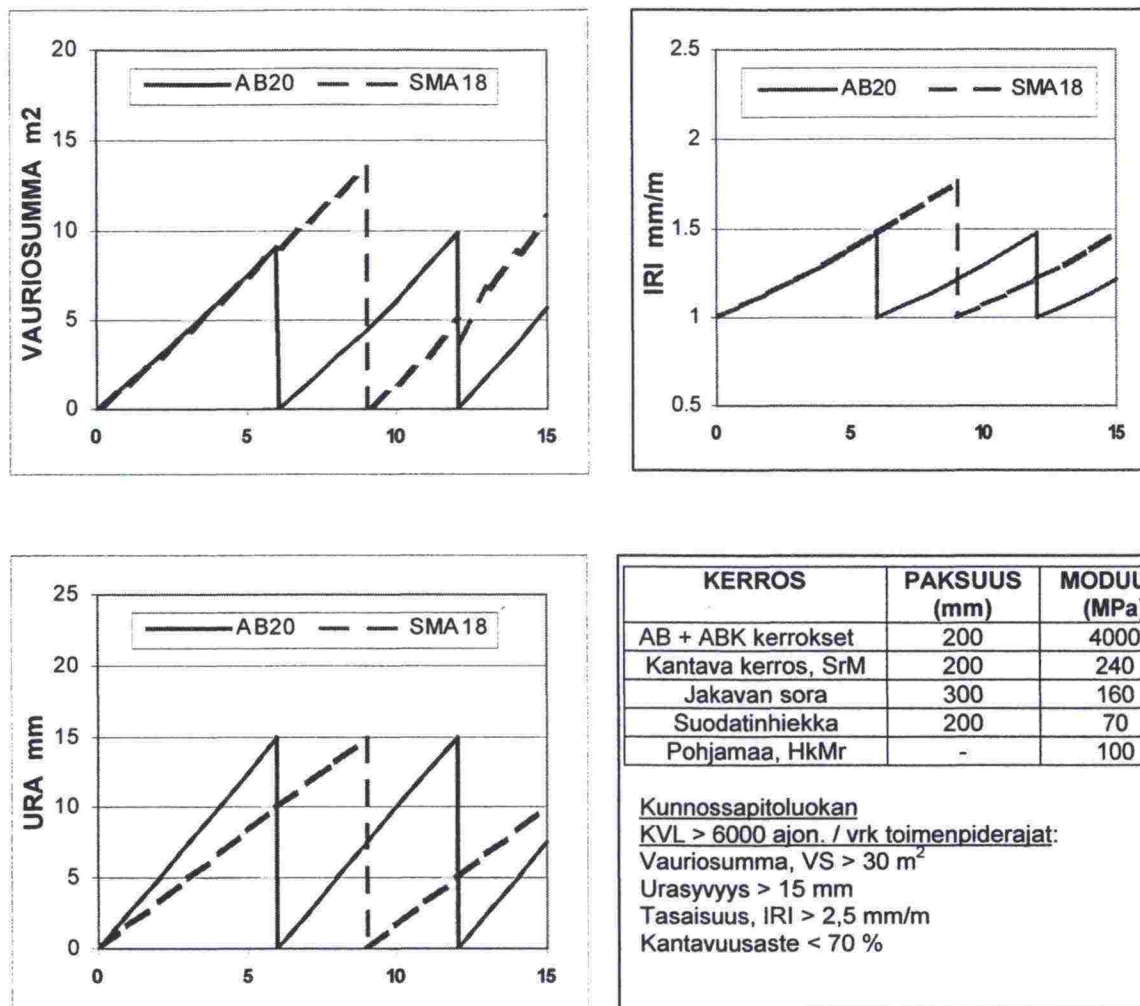 20
15
10
5
0
VAURIOSUMMA m2
AB20 SMA18
0 5 10 15
2.5
2
1.5
1
0.5
IRI mm/m
AB20 SMA18
0 5 10 15
25
20
15
10
5
0
URA mm
AB20 SMA18
0 5 10 15
KERROS PAKSUUS (mm) (MPa)
AB + ABK kerrokset 200 4000
Kantava kerros, SrM 200 240
Jakavan sora 300 160
Suodatinhiekka 200 70
Pohjamaa, HkMr - 100
Kunnossapitoluokan
KVL > 6000 ajon. / vrk toimenpiderajat:
Vauriosumma, VS > 30 m²
Urasyvyys > 15 mm
Tasaisuus, IRI > 2,5 mm/m
Kantavuusaste < 70 %